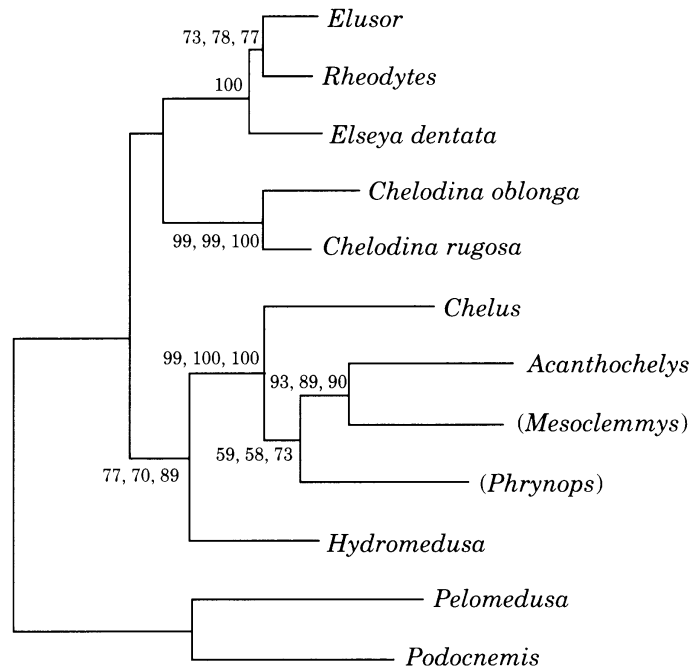 Elusor
73, 78, 77
Rheodytes
100
Elseya dentata
Chelodina oblonga
99, 99, 100
Chelodina rugosa
Chelus
99, 100, 100
Acanthochelys
93, 89, 90
(Mesoclemmys)
59, 58, 73
77, 70, 89
(Phrynops)
Hydromedusa
Pelomedusa
Podocnemis